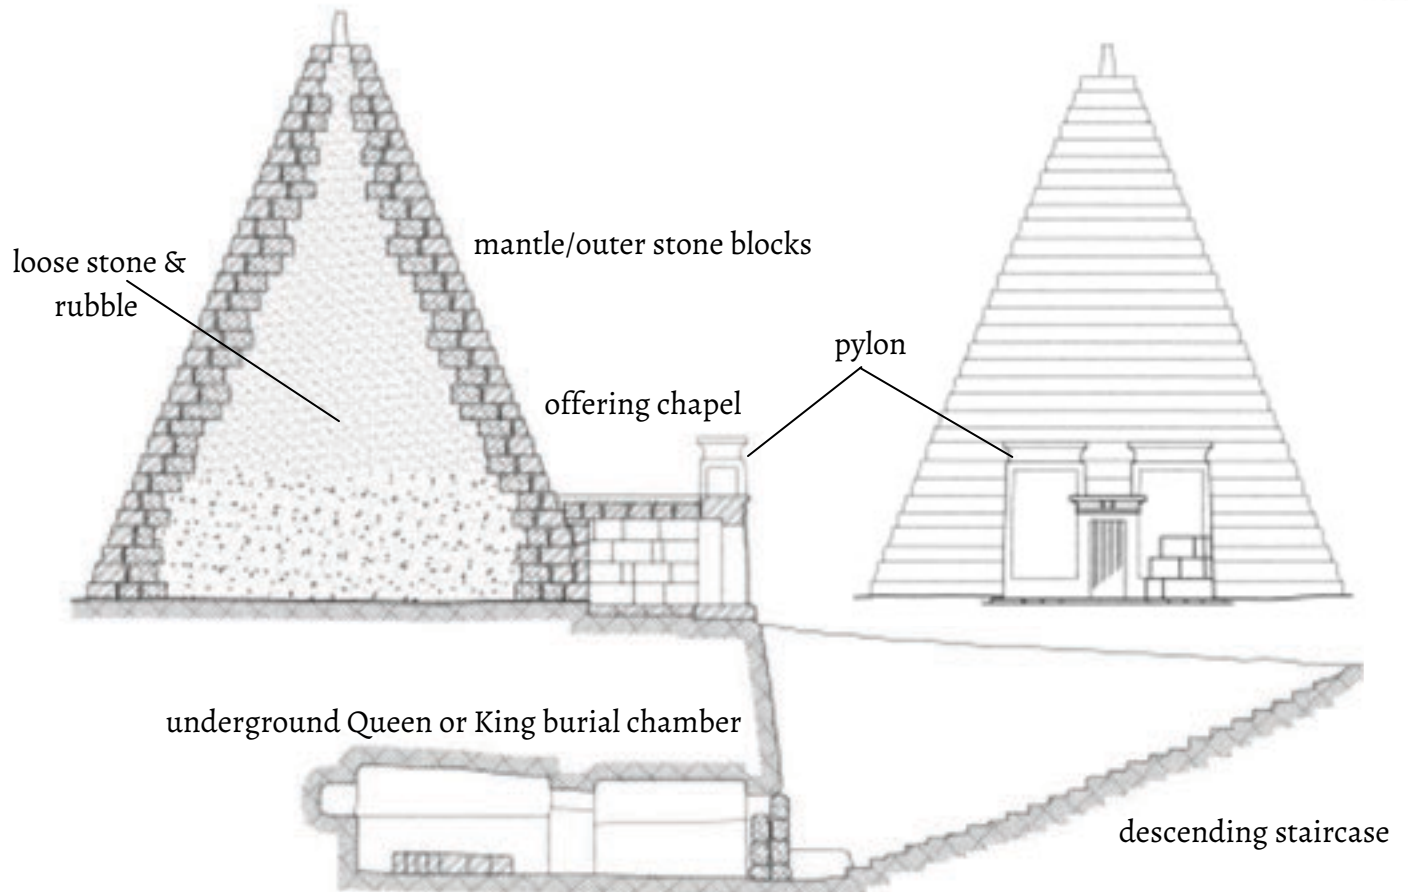 mantle/outer stone blocks
loose stone &
rubble
pylon
offering chapel
underground Queen or King burial chamber
descending staircase